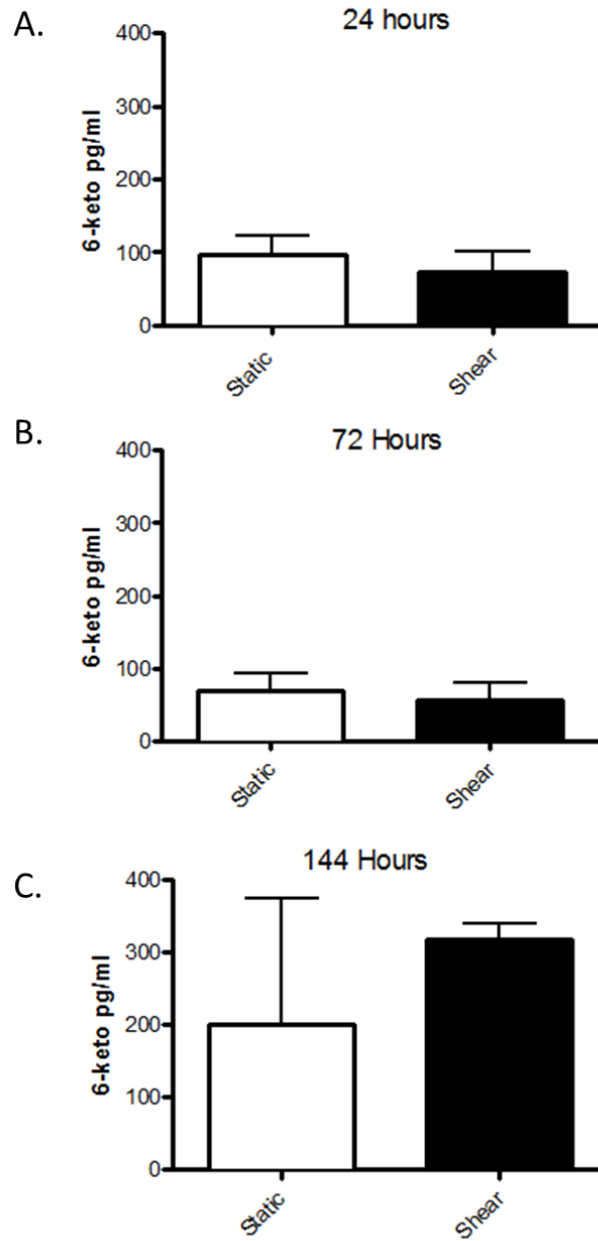 A.
24 hours
6-keto pg/ml
400
300
200
100
0
Static
Shear
B.
72 Hours
6-keto pg/ml
400
300
200
100
0
Static
Shear
C.
144 Hours
6-keto pg/ml
400
300
200
100
0
Static
Shear